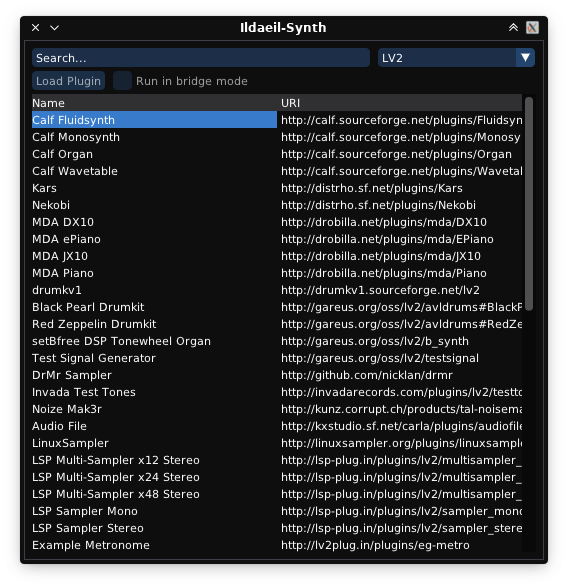 Ildaeil-Synth
Search... LV2
Load Plugin Run in bridge mode
Name URI
Calf Fluidsynth http://calf.sourceforge.net/plugins/Fluidsyn
Calf Monosynth http://calf.sourceforge.net/plugins/Monosy
Calf Organ http://calf.sourceforge.net/plugins/Organ
Calf Wavetable http://calf.sourceforge.net/plugins/Wavetal
Kars http://distrho.sf.net/plugins/Kars
Nekobi http://distrho.sf.net/plugins/Nekobi
MDA DX10 http://drobilla.net/plugins/mda/DX10
MDA ePiano http://drobilla.net/plugins/mda/EPiano
MDA JX10 http://drobilla.net/plugins/mda/JX10
MDA Piano http://drobilla.net/plugins/mda/Piano
drumkv1 http://drumkv1.sourceforge.net/lv2
Black Pearl Drumkit http://gareus.org/oss/lv2/avldrums#BlackP
Red Zeppelin Drumkit http://gareus.org/oss/lv2/avldrums#RedZe
setBfree DSP Tonewheel Organ http://gareus.org/oss/lv2/b_synth
Test Signal Generator http://gareus.org/oss/lv2/testsignal
DrMr Sampler http://github.com/nicklan/drmr
Invada Test Tones http://invadarecords.com/plugins/lv2/testto
Noize Mak3r http://kunz.corrupt.ch/products/tal-noisema
Audio File http://kxstudio.sf.net/carla/plugins/audiofile
LinuxSampler http://linuxsampler.org/plugins/linuxsample
LSP Multi-Sampler x12 Stereo http://lsp-plug.in/plugins/lv2/multisampler_
LSP Multi-Sampler x24 Stereo http://lsp-plug.in/plugins/lv2/multisampler_
LSP Multi-Sampler x48 Stereo http://lsp-plug.in/plugins/lv2/multisampler_
LSP Sampler Mono http://lsp-plug.in/plugins/lv2/sampler_mono
LSP Sampler Stereo http://lsp-plug.in/plugins/lv2/sampler_stere
Example Metronome http://lv2plug.in/plugins/eg-metro